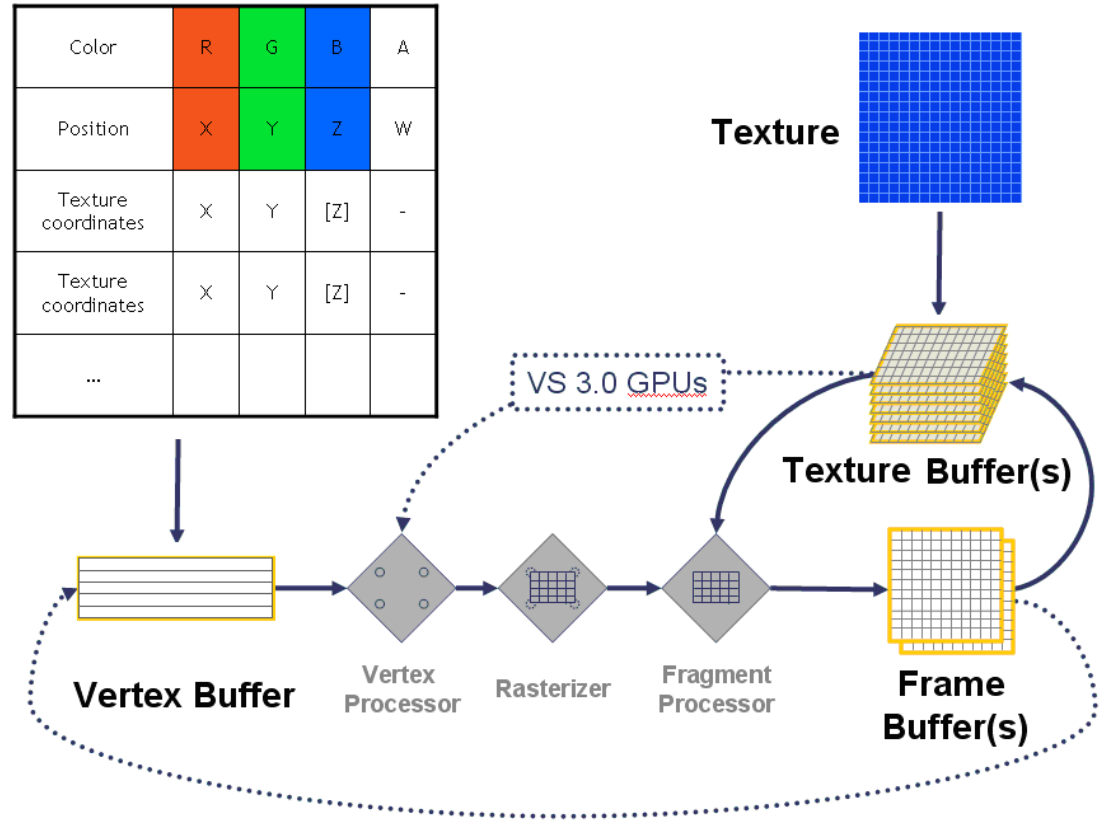 Color R G B A
Position X Y Z W
Texture
coordinates X Y [Z] -
Texture
coordinates X Y [Z] -
...
Texture
VS 3.0 GPUs
Texture Buffer(s)
Vertex Buffer
Vertex
Processor
Rasterizer
Fragment
Processor
Frame
Buffer(s)